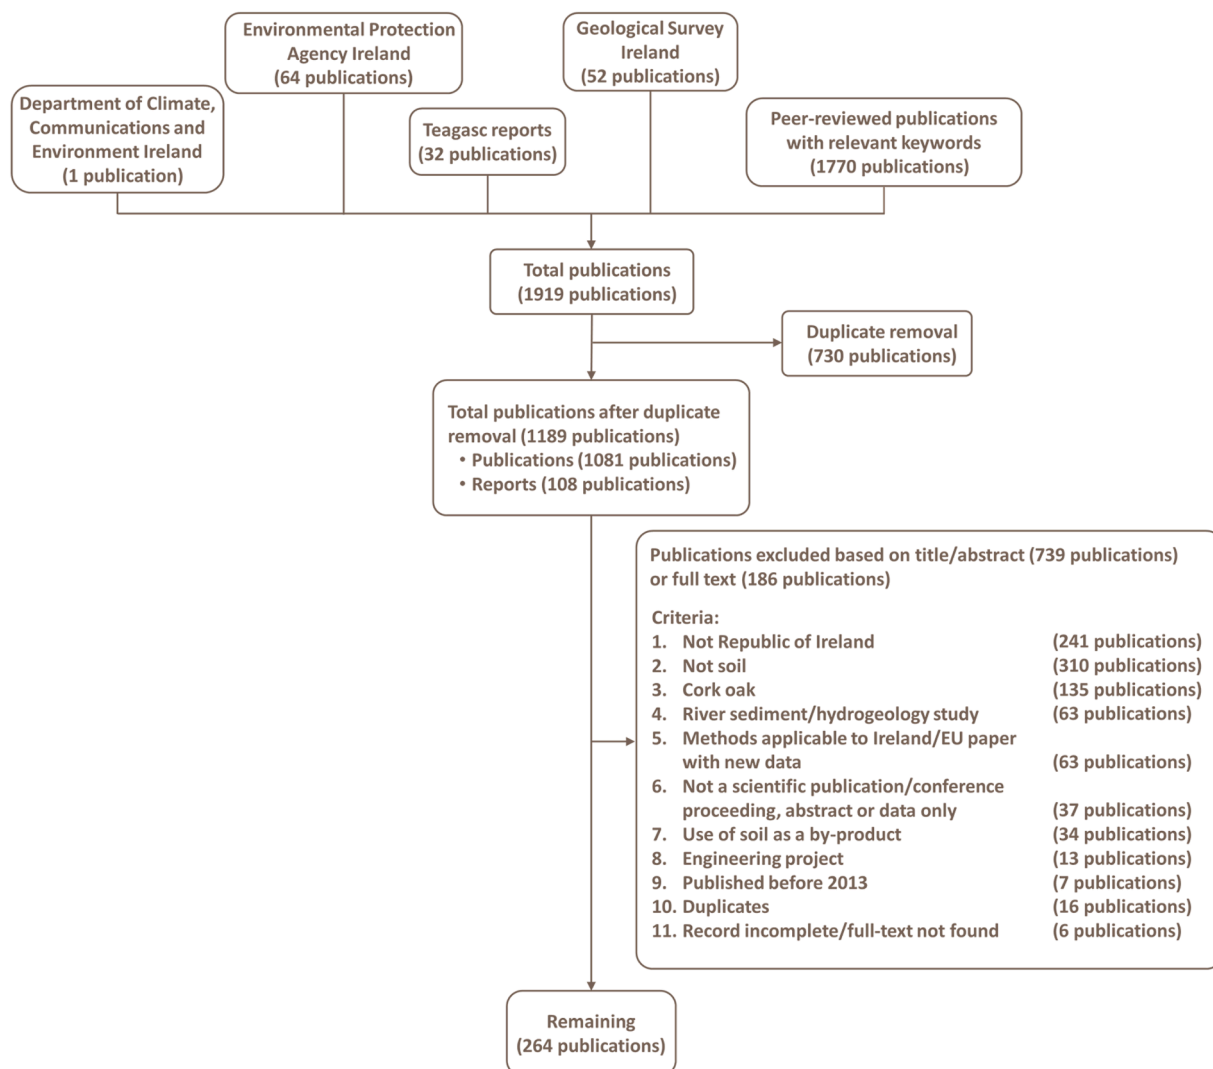 Environmental Protection
Agency Ireland
(64 publications)
Geological Survey
Ireland
(52 publications)
Department of Climate,
Communications and
Environment Ireland
(1 publication)
Teagasc reports
(32 publications)
Peer-reviewed publications
with relevant keywords
(1770 publications)
Total publications
(1919 publications)
Duplicate removal
(730 publications)
Total publications after duplicate
removal (1189 publications)
• Publications (1081 publications)
• Reports (108 publications)
Publications excluded based on title/abstract (739 publications)
or full text (186 publications)
Criteria:
1. Not Republic of Ireland (241 publications)
2. Not soil (310 publications)
3. Cork oak (135 publications)
4. River sediment/hydrogeology study (63 publications)
5. Methods applicable to Ireland/EU paper
with new data (63 publications)
6. Not a scientific publication/conference
proceeding, abstract or data only (37 publications)
7. Use of soil as a by-product (34 publications)
8. Engineering project (13 publications)
9. Published before 2013 (7 publications)
10. Duplicates (16 publications)
11. Record incomplete/full-text not found (6 publications)
Remaining
(264 publications)